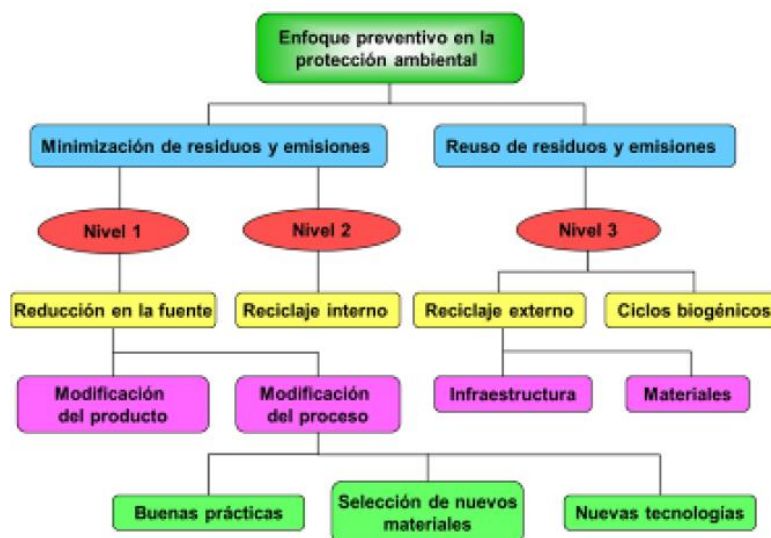 Enfoque preventivo en la
protección ambiental
Minimización de residuos y emisiones
Reuso de residuos y emisiones
Nivel 1
Nivel 2
Nivel 3
Reducción en la fuente
Reciclaje interno
Reciclaje externo
Ciclos biogénicos
Modificación
del producto
Modificación
del proceso
Infraestructura
Materiales
Buenas prácticas
Selección de nuevos
materiales
Nuevas tecnologías